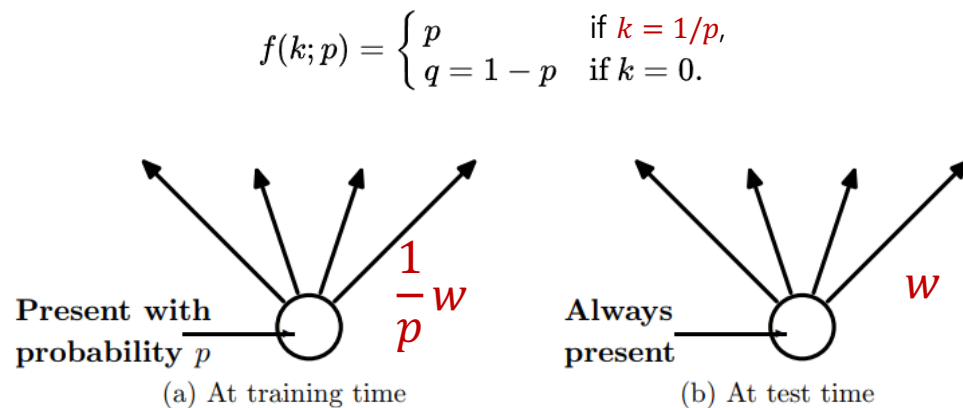 f(k; p) = { p if k = 1/p,
q = 1 − p if k = 0.
1/p w
w
Present with
probability p
Always
present
(a) At training time
(b) At test time